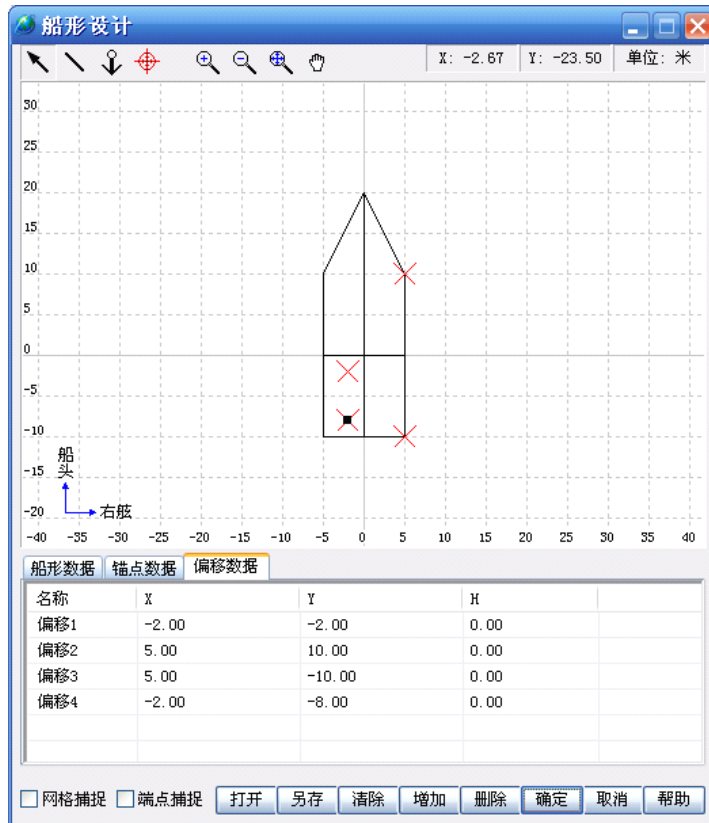 船形设计
X: -2.67 Y: -23.50 单位: 米
30
25
20
15
10
5
0
-5
-10
-15
-20
船头
右舷
-40 -35 -30 -25 -20 -15 -10 -5 0 5 10 15 20 25 30 35 40
船形数据 锚点数据 偏移数据
名称 X Y H
偏移1 -2.00 -2.00 0.00
偏移2 5.00 10.00 0.00
偏移3 5.00 -10.00 0.00
偏移4 -2.00 -8.00 0.00
网格捕捉 端点捕捉 打开 另存 清除 增加 删除 确定 取消 帮助